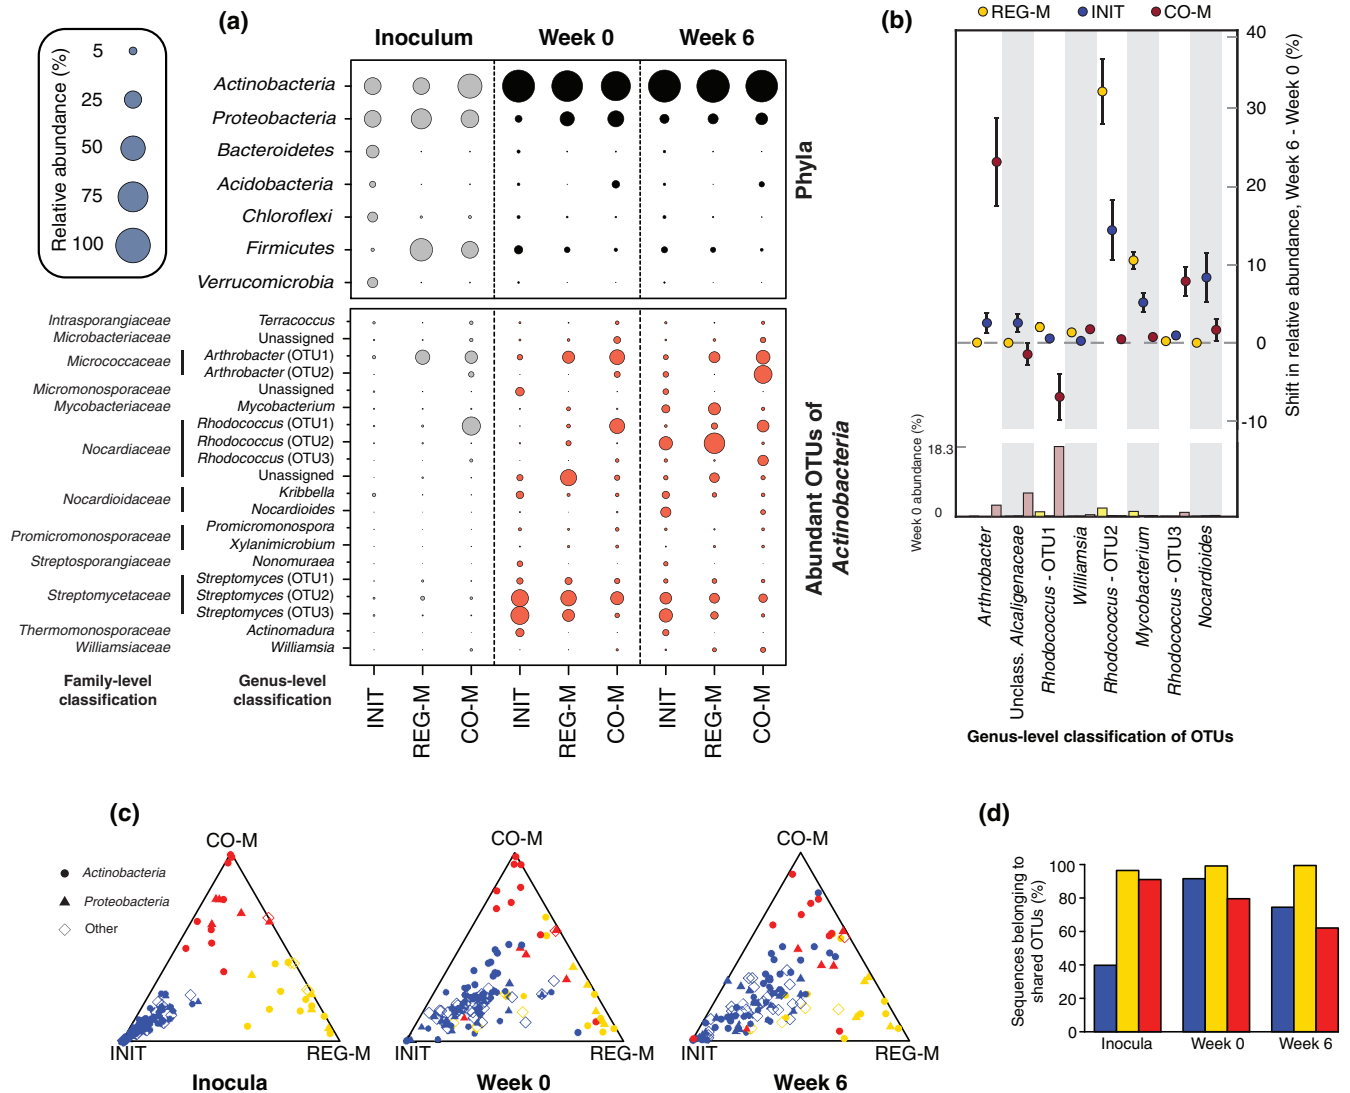 (a)
Relative abundance (%)
5
25
50
75
100
Inoculum Week 0 Week 6
Actinobacteria
Proteobacteria
Bacteroidetes
Acidobacteria
Chloroflexi
Firmicutes
Verrucomicrobia
Phyla
Intrasporangiaceae Terracoccus
Microbacteriaceae Unassigned
Micrococcaceae Arthrobacter (OTU1)
Arthrobacter (OTU2)
Micromonosporaceae Unassigned
Mycobacteriaceae Mycobacterium
Rhodococcus (OTU1)
Nocardiaceae Rhodococcus (OTU2)
Rhodococcus (OTU3)
Unassigned
Nocardioidaceae Kribbella
Nocardioides
Promicromonosporaceae Promicromonospora
Xylanimicrobium
Streptosporangiaceae Nonomuraea
Streptomyces (OTU1)
Streptomycetaceae Streptomyces (OTU2)
Streptomyces (OTU3)
Thermomonosporaceae Actinomadura
Williamsiaceae Williamsia
Abundant OTUs of
Actinobacteria
Family-level
classification
Genus-level
classification
INIT REG-M CO-M INIT REG-M CO-M INIT REG-M CO-M
(b)
REG-M INIT CO-M
40
30
20
10
0
-10
Shift in relative abundance, Week 6 - Week 0 (%)
Week 0 abundance (%)
18.3
0
Arthrobacter
Unclass. Alcaligenaceae
Rhodococcus - OTU1
Williamsia
Rhodococcus - OTU2
Mycobacterium
Rhodococcus - OTU3
Nocardioides
Genus-level classification of OTUs
(c)
Actinobacteria
Proteobacteria
Other
CO-M
INIT REG-M
Inocula
CO-M
INIT REG-M
Week 0
CO-M
INIT REG-M
Week 6
(d)
Sequences belonging to
shared OTUs (%)
100
80
60
40
20
0
Inocula Week 0 Week 6